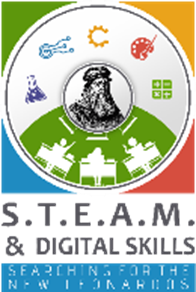 S.T.E.A.M.
& DIGITAL SKILLS
SEARCHING FOR THE
NEW LEONARDOS